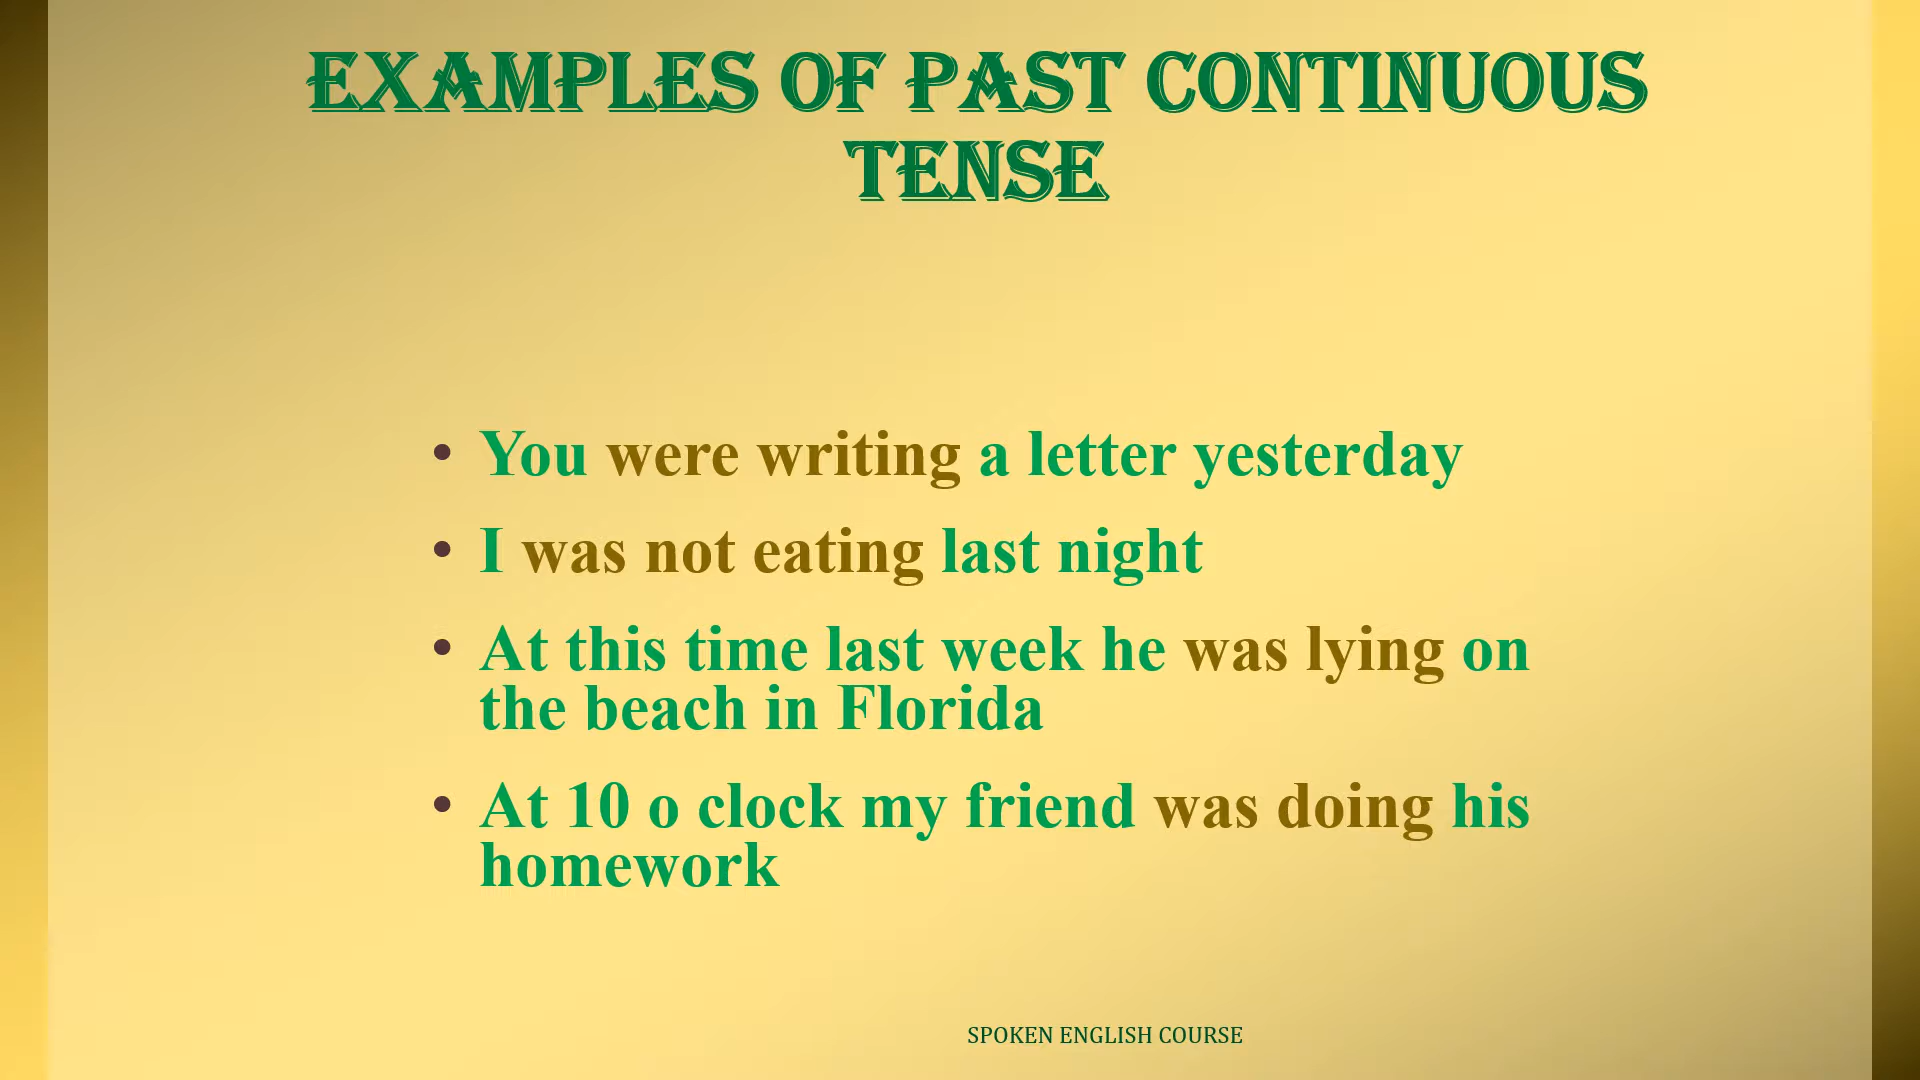 EXAMPLES OF PAST CONTINUOUS
TENSE
• You were writing a letter yesterday
• I was not eating last night
• At this time last week he was lying on
the beach in Florida
• At 10 o clock my friend was doing his
homework
SPOKEN ENGLISH COURSE